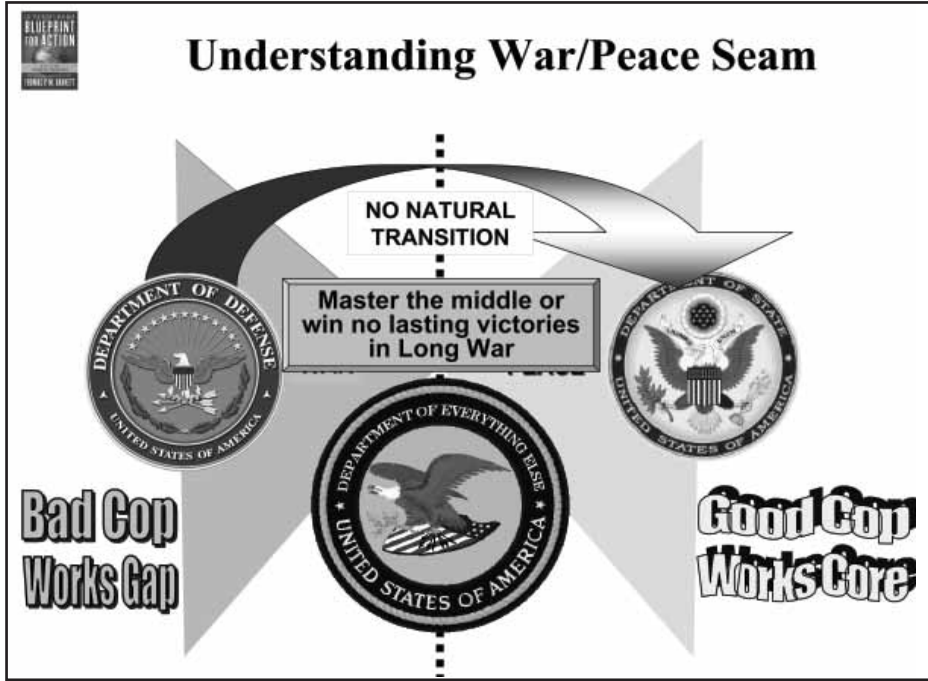 BLUEPRINT
FOR ACTION
Understanding War/Peace Seam
NO NATURAL
TRANSITION
Master the middle or
win no lasting victories
in Long War
DEPARTMENT OF DEFENSE
UNITED STATES OF AMERICA
DEPARTMENT OF STATE
UNITED STATES OF AMERICA
DEPARTMENT OF EVERYTHING ELSE
UNITED STATES OF AMERICA
Bad Cop
Works Gap
Good Cop
Works Core